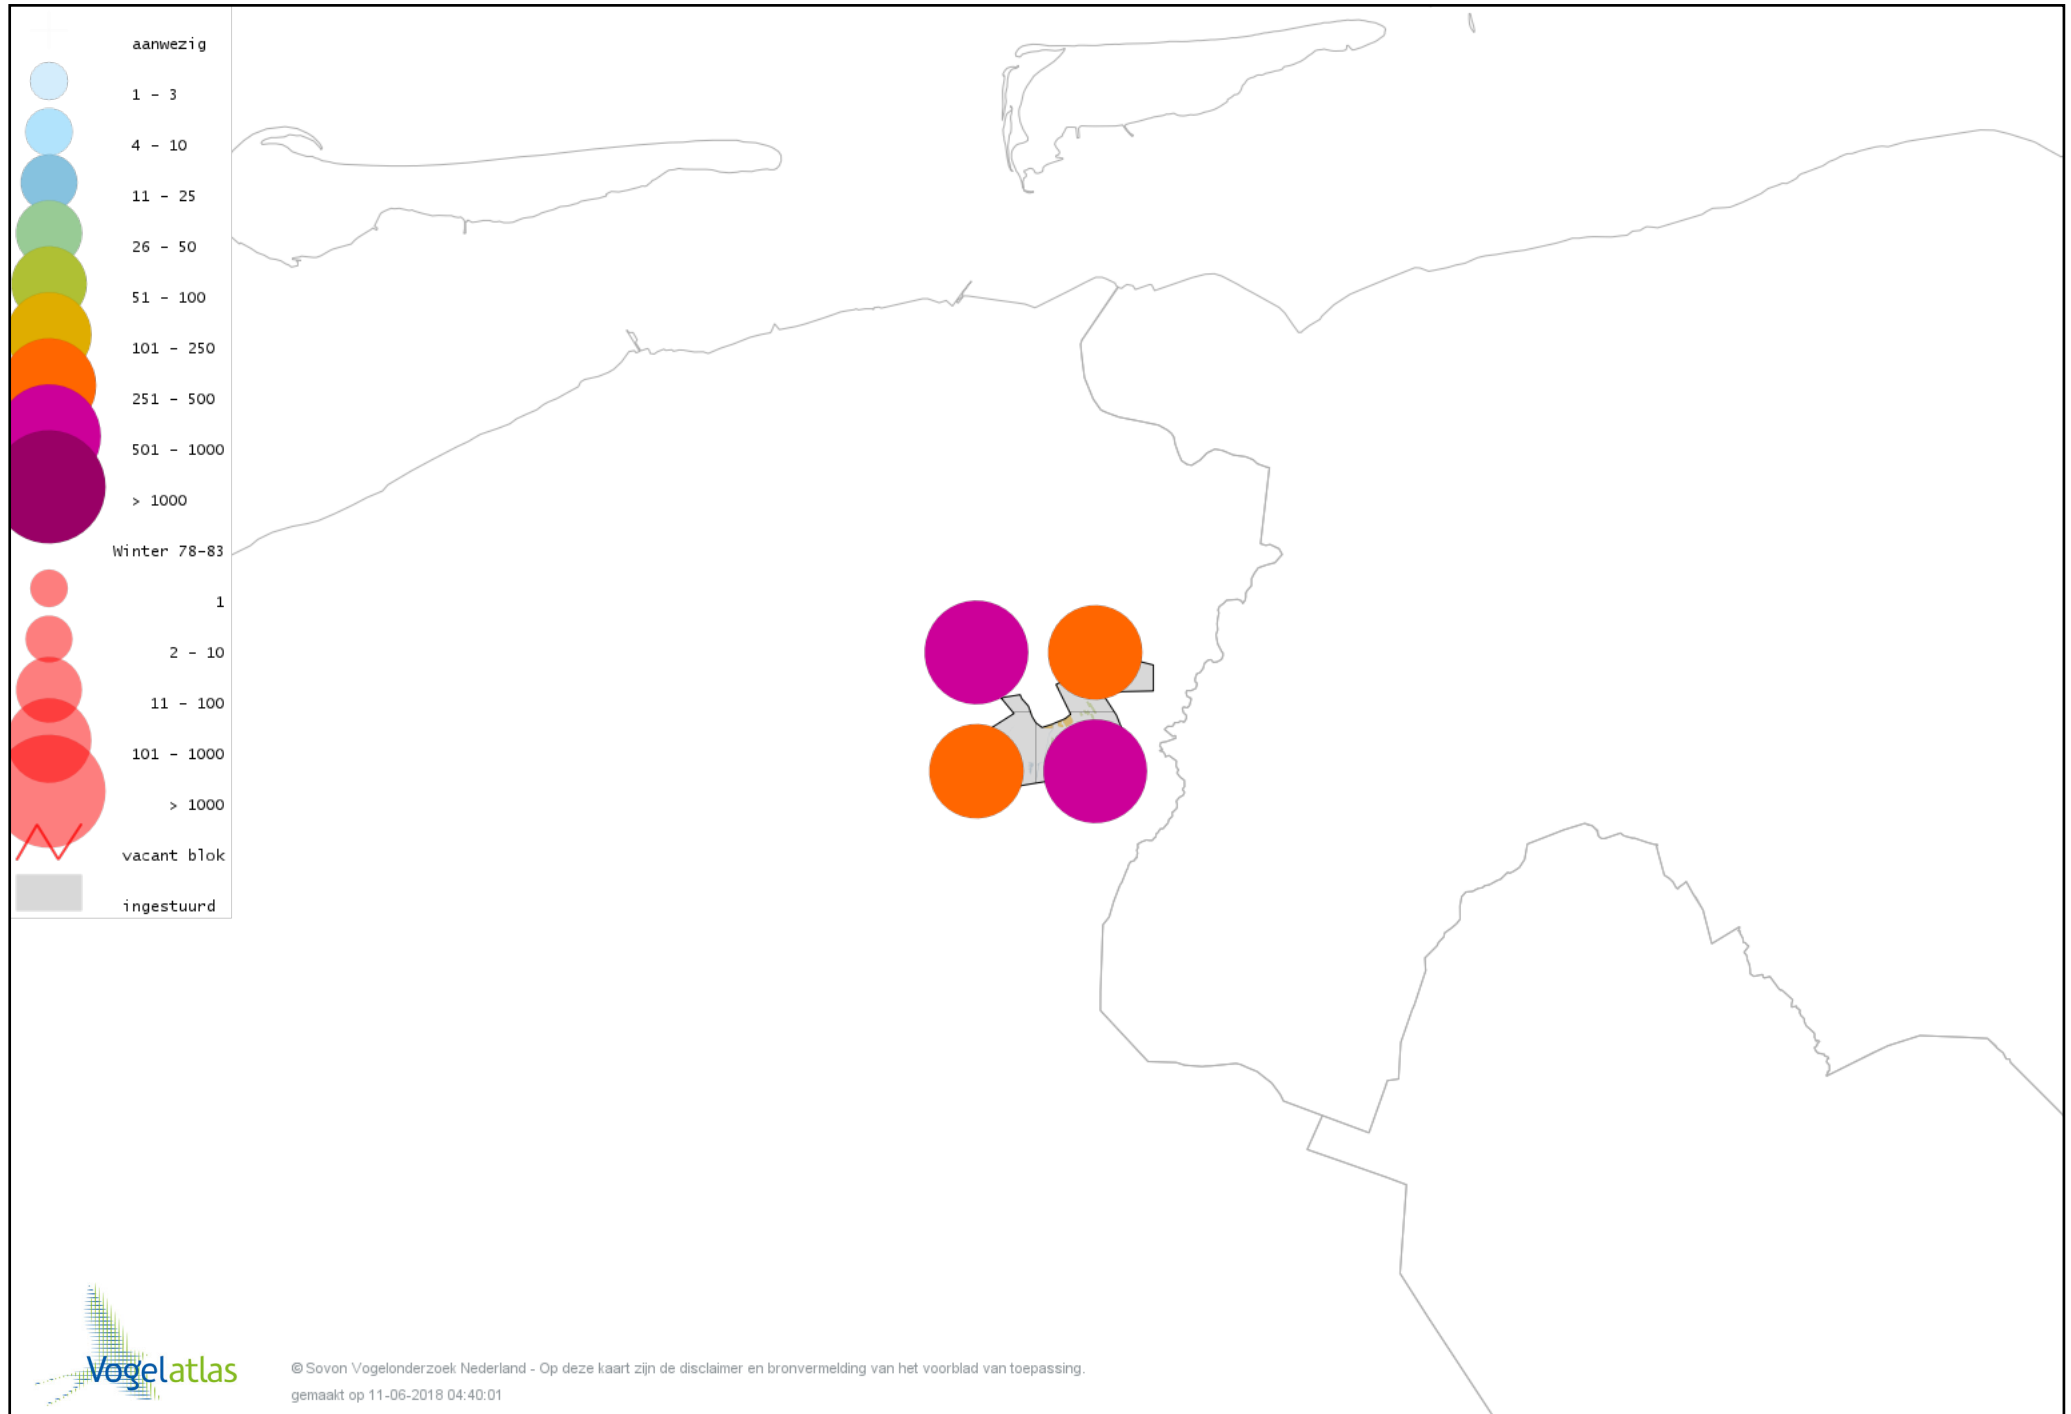 aanwezig
1 - 3
4 - 10
11 - 25
26 - 50
51 - 100
101 - 250
251 - 500
501 - 1000
> 1000
Winter 78-83
1
2 - 10
11 - 100
101 - 1000
> 1000
vacant blok
ingestuurd
Vogelatlas
© Sovon Vogelonderzoek Nederland - Op deze kaart zijn de disclaimer en bronvermelding van het voorblad van toepassing.
gemaakt op 11-06-2018 04:40:01